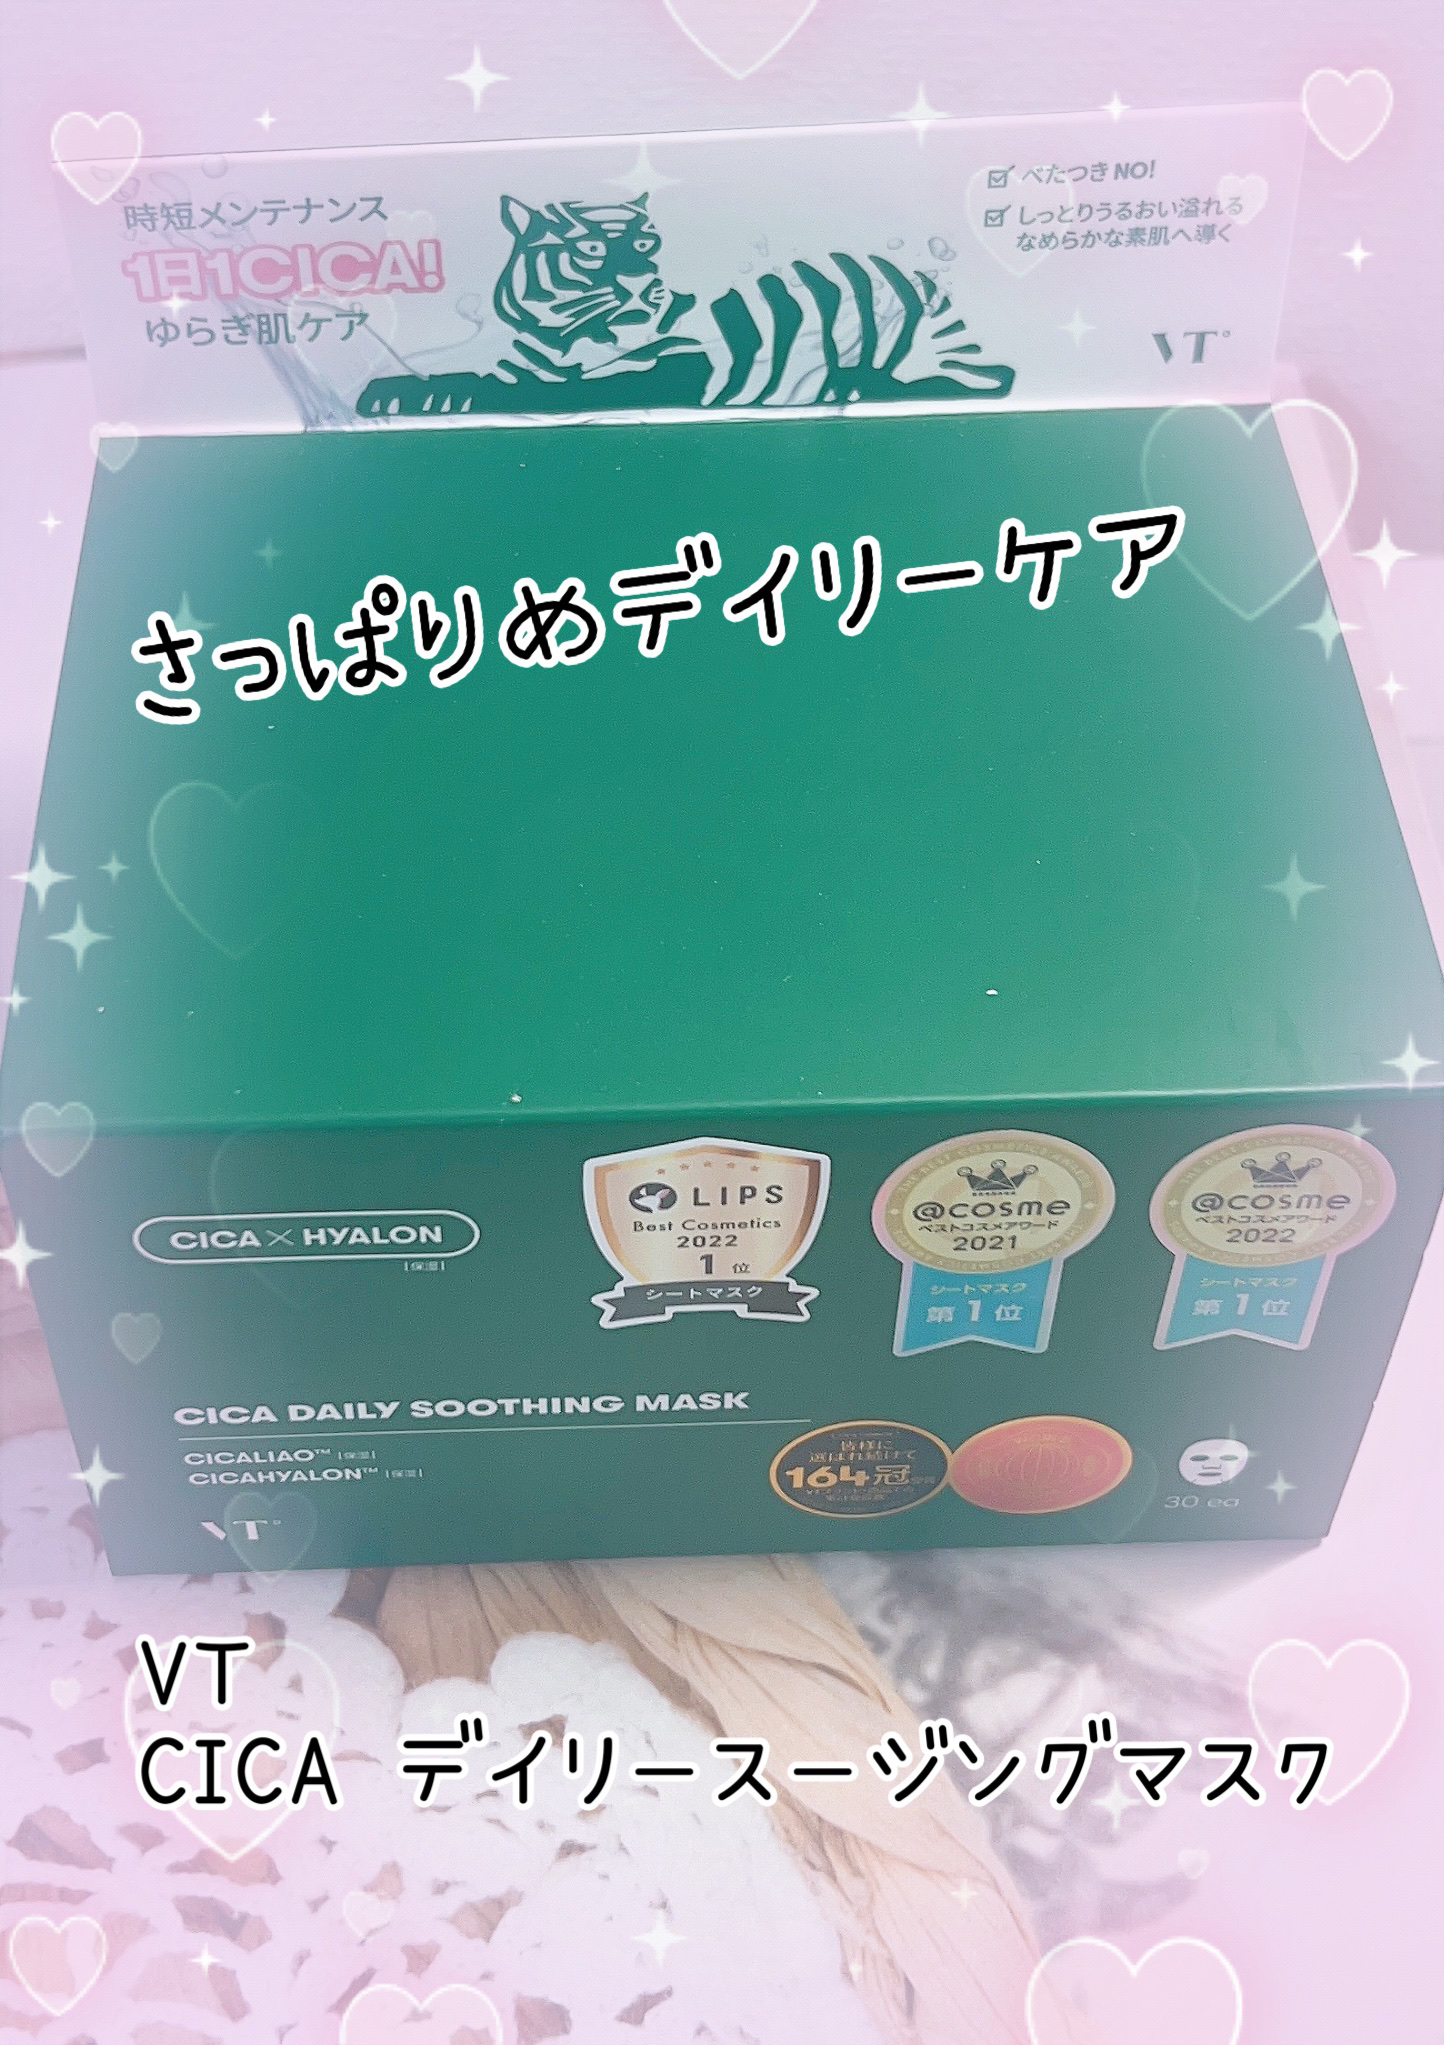 時短メンテナンス
1日1CICA!
ゆらぎ肌ケア
べたつきNO!
しっとりうるおい溢れる
なめらかな素肌へ導く
VT
さっぱりめデイリーケア
CICA×HYALON
[保湿]
LIPS
Best Cosmetics
2022
1位
シートマスク
@cosme
ベストコスメアワード
2021
シートマスク
第1位
@cosme
ベストコスメアワード
2022
シートマスク
第1位
CICA DAILY SOOTHING MASK
CICALIAO™ [保湿]
CICAHYALON™ [保湿]
164冠
30 ea
VT
VT
CICA デイリースージングマスク